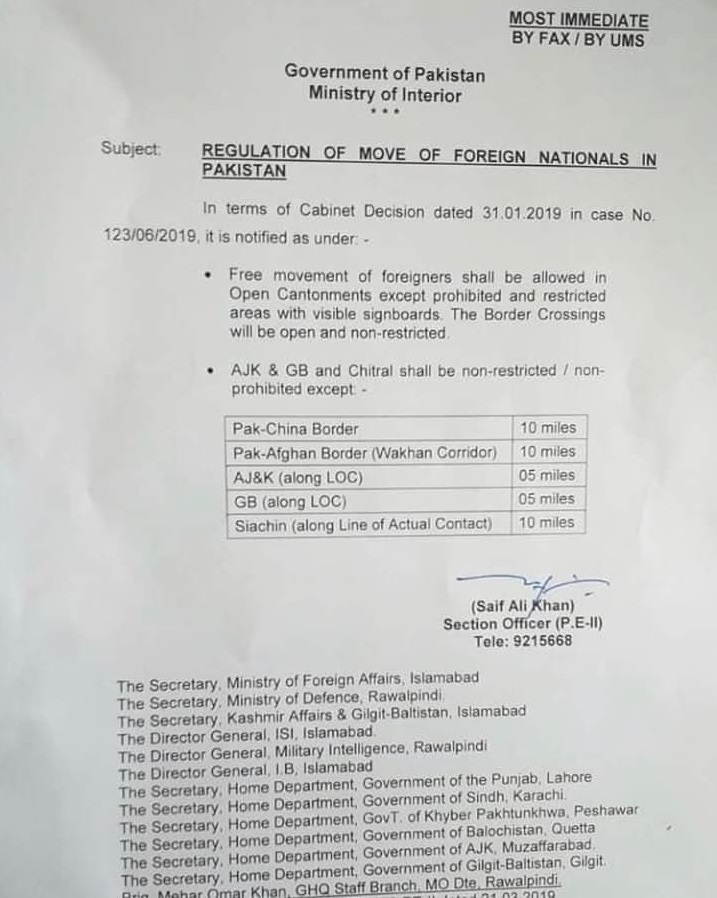 MOST IMMEDIATE
BY FAX / BY UMS
Government of Pakistan
Ministry of Interior
* * *
Subject: REGULATION OF MOVE OF FOREIGN NATIONALS IN
PAKISTAN
In terms of Cabinet Decision dated 31.01.2019 in case No.
123/06/2019, it is notified as under: -
• Free movement of foreigners shall be allowed in
Open Cantonments except prohibited and restricted
areas with visible signboards. The Border Crossings
will be open and non-restricted.
• AJK & GB and Chitral shall be non-restricted / non-
prohibited except: -
Pak-China Border 10 miles
Pak-Afghan Border (Wakhan Corridor) 10 miles
AJ&K (along LOC) 05 miles
GB (along LOC) 05 miles
Siachin (along Line of Actual Contact) 10 miles
(Saif Ali Khan)
Section Officer (P.E-II)
Tele: 9215668
The Secretary, Ministry of Foreign Affairs, Islamabad
The Secretary, Ministry of Defence, Rawalpindi.
The Secretary, Kashmir Affairs & Gilgit-Baltistan, Islamabad
The Director General, ISI, Islamabad.
The Director General, Military Intelligence, Rawalpindi
The Director General, I.B, Islamabad
The Secretary, Home Department, Government of the Punjab, Lahore
The Secretary, Home Department, Government of Sindh, Karachi.
The Secretary, Home Department, GovT. of Khyber Pakhtunkhwa, Peshawar
The Secretary, Home Department, Government of Balochistan, Quetta
The Secretary, Home Department, Government of AJK, Muzaffarabad.
The Secretary, Home Department, Government of Gilgit-Baltistan, Gilgit.
Brig. Mehar Omar Khan, GHQ Staff Branch, MO Dte, Rawalpindi.
dated 21.03.2019